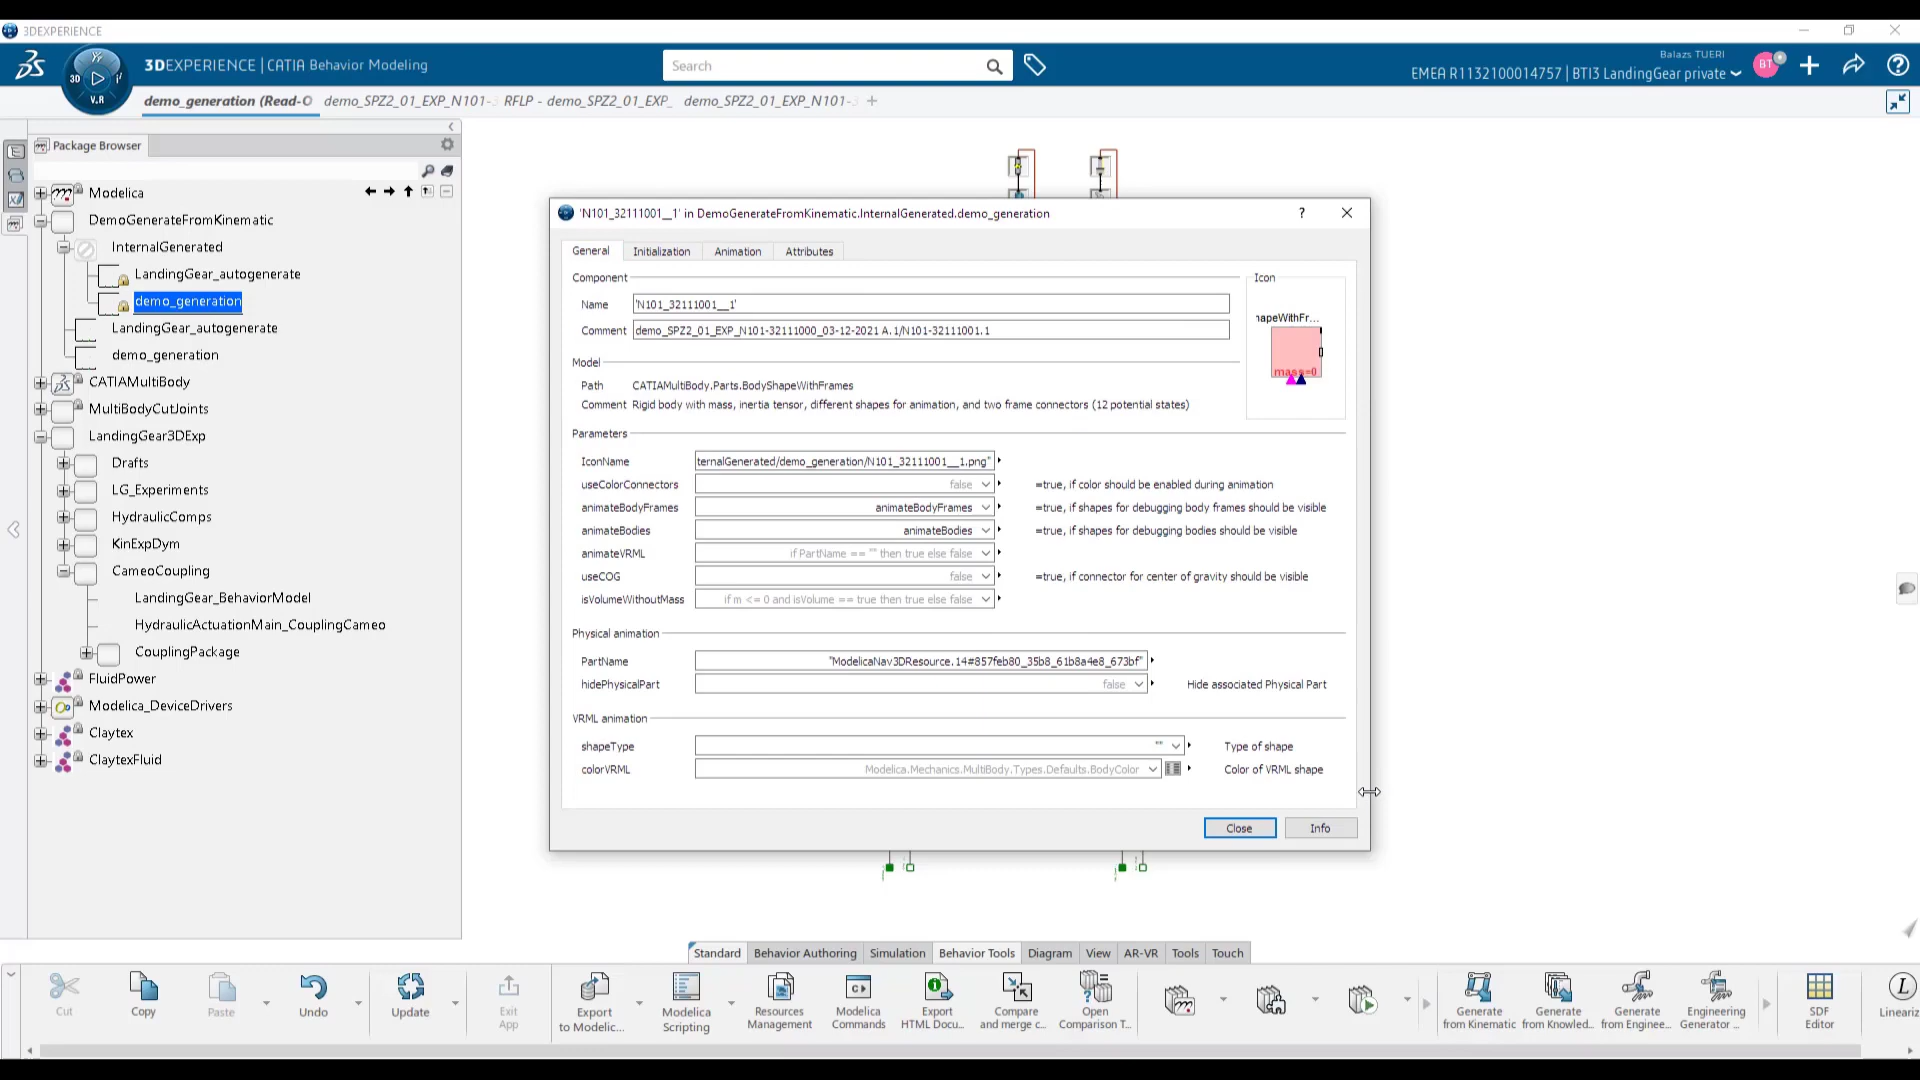 3DEXPERIENCE
3DEXPERIENCE | CATIA Behavior Modeling
Search
Balazs TUERI
EMEA R1132100014757 | BTI3 LandingGear private
BT
3D
V.R
demo_generation (Read-O
demo_SPZ2_01_EXP_N101-
RFLP - demo_SPZ2_01_EXP_
demo_SPZ2_01_EXP_N101-
Package Browser
Modelica
DemoGenerateFromKinematic
InternalGenerated
LandingGear_autogenerate
demo_generation
LandingGear_autogenerate
demo_generation
CATIAMultiBody
MultiBodyCutJoints
LandingGear3DExp
Drafts
LG_Experiments
HydraulicComps
KinExpDym
CameoCoupling
LandingGear_BehaviorModel
HydraulicActuationMain_CouplingCameo
CouplingPackage
FluidPower
Modelica_DeviceDrivers
Claytex
ClaytexFluid
'N101_32111001__1' in DemoGenerateFromKinematic.InternalGenerated.demo_generation
?
General
Initialization
Animation
Attributes
Component
Name
'N101_32111001__1'
Comment
demo_SPZ2_01_EXP_N101-32111000_03-12-2021 A.1/N101-32111001.1
Icon
hapeWithFr...
mass=0
Model
Path
CATIAMultiBody.Parts.BodyShapeWithFrames
Comment
Rigid body with mass, inertia tensor, different shapes for animation, and two frame connectors (12 potential states)
Parameters
IconName
ternalGenerated/demo_generation/N101_32111001__1.png"
useColorConnectors
false
=true, if color should be enabled during animation
animateBodyFrames
animateBodyFrames
=true, if shapes for debugging body frames should be visible
animateBodies
animateBodies
=true, if shapes for debugging bodies should be visible
animateVRML
if PartName == "" then true else false
useCOG
false
=true, if connector for center of gravity should be visible
isVolumeWithoutMass
if m <= 0 and isVolume == true then true else false
Physical animation
PartName
"ModelicaNav3DResource.14#857feb80_35b8_61b8a4e8_673bf"
hidePhysicalPart
false
Hide associated Physical Part
VRML animation
shapeType
""
Type of shape
colorVRML
Modelica.Mechanics.MultiBody.Types.Defaults.BodyColor
Color of VRML shape
Close
Info
Standard
Behavior Authoring
Simulation
Behavior Tools
Diagram
View
AR-VR
Tools
Touch
Cut
Copy
Paste
Undo
Update
Exit
App
Export
to Modelic...
Modelica
Scripting
Resources
Management
Modelica
Commands
Export
HTML Docu...
Compare
and merge c...
Open
Comparison T...
Generate
from Kinematic
Generate
from Knowled...
Generate
from Enginee...
Engineering
Generator ...
SDF
Editor
L
Lineariz